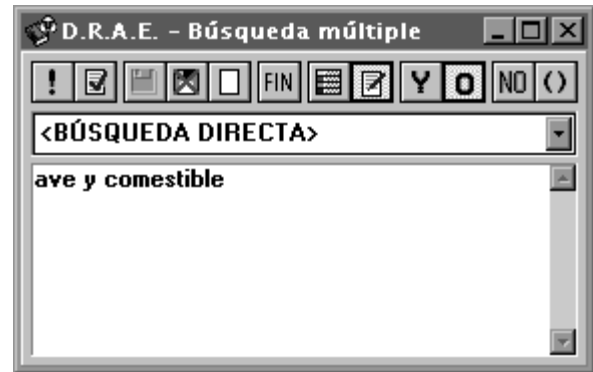 D.R.A.E. - Búsqueda múltiple
! FIN Y O NO ()
<BÚSQUEDA DIRECTA>
ave y comestible